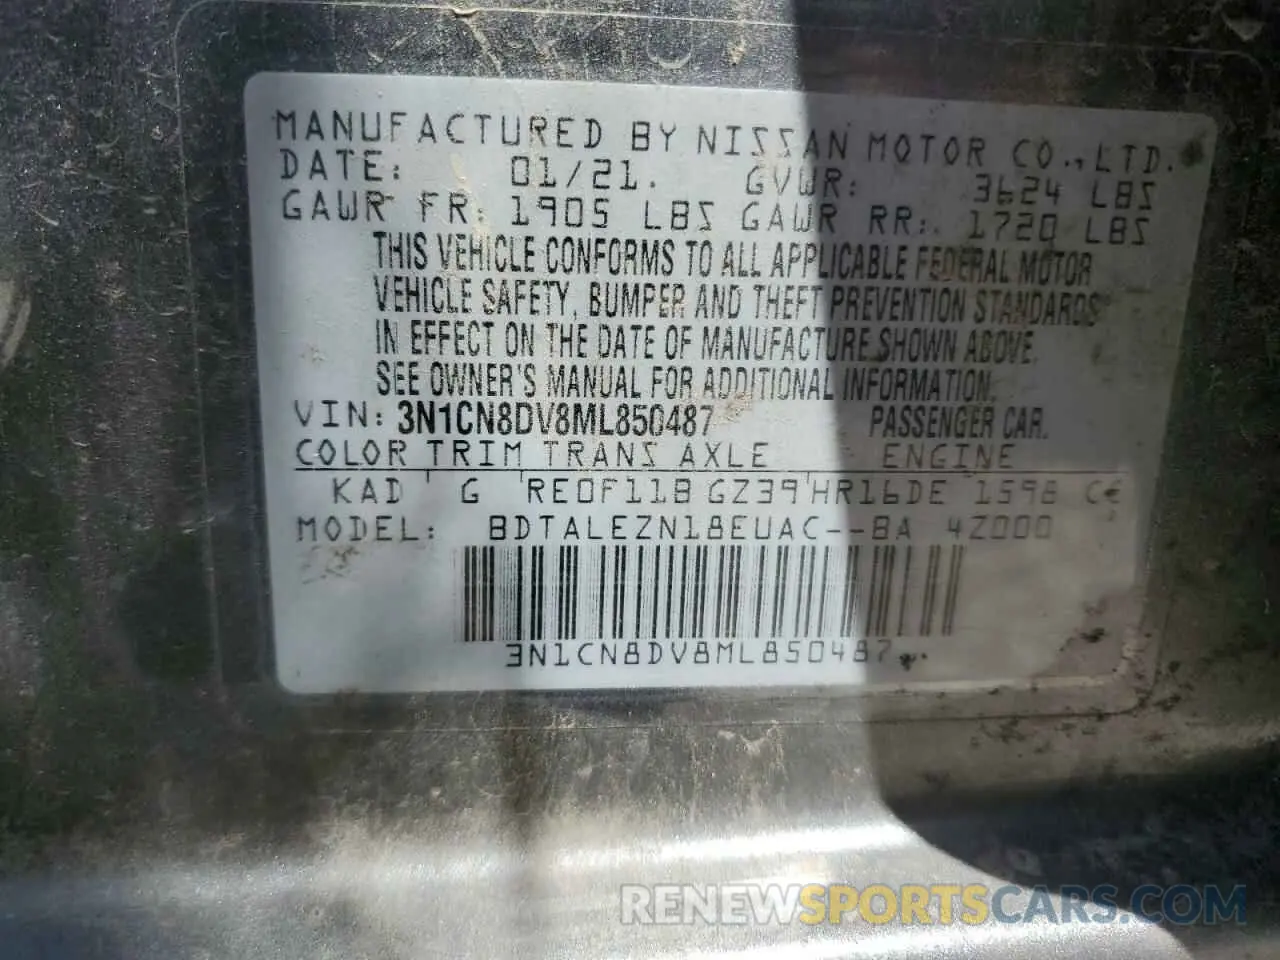 MANUFACTURED BY NISSAN MOTOR CO., LTD.
DATE: 01/21. GVWR: 3624 LBS
GAWR FR: 1905 LBS GAWR RR: 1720 LBS
THIS VEHICLE CONFORMS TO ALL APPLICABLE FEDERAL MOTOR
VEHICLE SAFETY, BUMPER AND THEFT PREVENTION STANDARDS
IN EFFECT ON THE DATE OF MANUFACTURE SHOWN ABOVE.
SEE OWNER'S MANUAL FOR ADDITIONAL INFORMATION.
VIN: 3N1CN8DV8ML850487 PASSENGER CAR.
COLOR TRIM TRANS AXLE ENGINE
KAD G RE0F11B GZ39 HR16DE 1598 CC
MODEL: BDTALEZN18EUAC--BA 4Z000
3N1CN8DV8ML850487
RENEWSPORTSCARS.COM